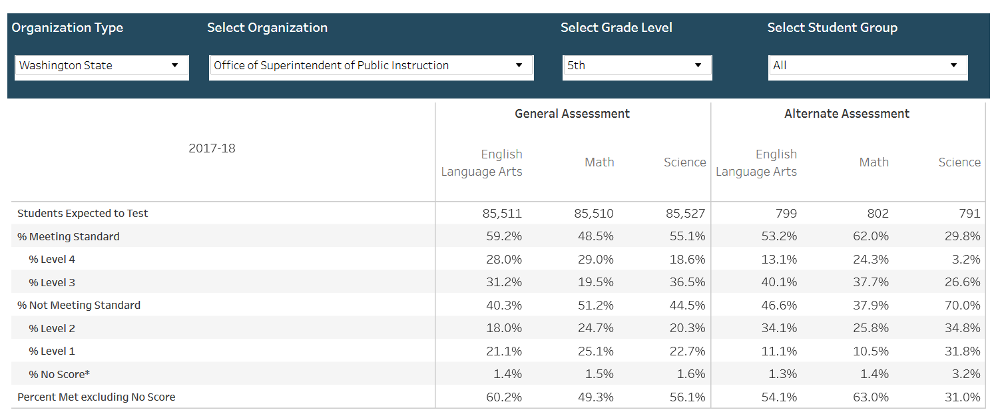 Organization Type Select Organization Select Grade Level Select Student Group
Washington State Office of Superintendent of Public Instruction 5th All
General Assessment Alternate Assessment
2017-18
English Language Arts Math Science English Language Arts Math Science
Students Expected to Test 85,511 85,510 85,527 799 802 791
% Meeting Standard 59.2% 48.5% 55.1% 53.2% 62.0% 29.8%
% Level 4 28.0% 29.0% 18.6% 13.1% 24.3% 3.2%
% Level 3 31.2% 19.5% 36.5% 40.1% 37.7% 26.6%
% Not Meeting Standard 40.3% 51.2% 44.5% 46.6% 37.9% 70.0%
% Level 2 18.0% 24.7% 20.3% 34.1% 25.8% 34.8%
% Level 1 21.1% 25.1% 22.7% 11.1% 10.5% 31.8%
% No Score* 1.4% 1.5% 1.6% 1.3% 1.4% 3.2%
Percent Met excluding No Score 60.2% 49.3% 56.1% 54.1% 63.0% 31.0%